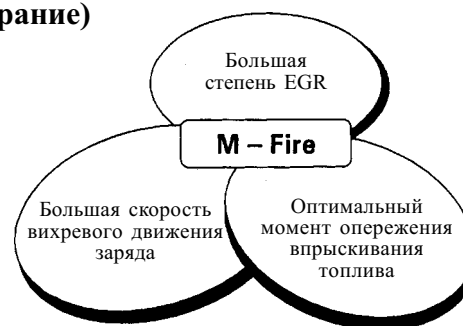 рание)
Большая
степень EGR
M – Fire
Большая скорость
вихревого движения
заряда
Оптимальный
момент опережения
впрыскивания
топлива